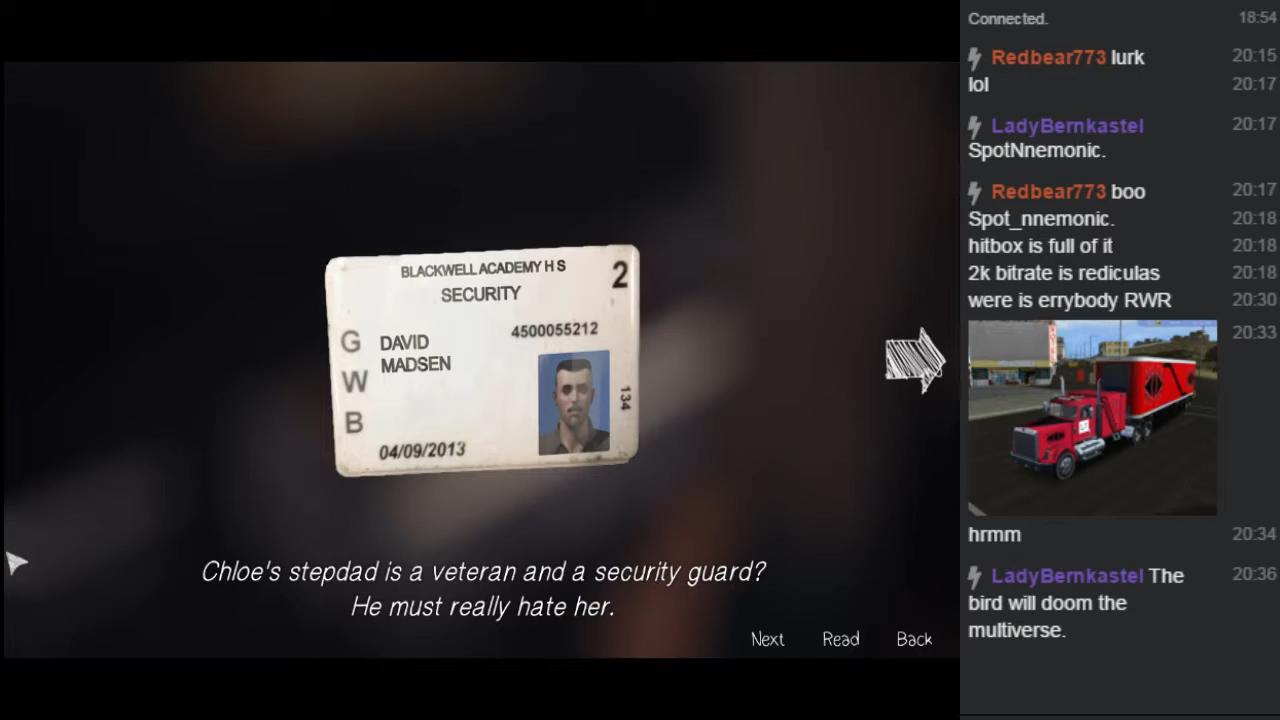 BLACKWELL ACADEMY H S
SECURITY
2
G
W
B
DAVID
MADSEN
4500055212
134
04/09/2013
Chloe's stepdad is a veteran and a security guard?
He must really hate her.
Next Read Back
Connected. 18:54
Redbear773 lurk 20:15
lol 20:17
LadyBernkastel 20:17
SpotNnemonic.
Redbear773 boo 20:17
Spot_nnemonic. 20:18
hitbox is full of it 20:18
2k bitrate is rediculas 20:18
were is errybody RWR 20:30
20:33
hrmm 20:34
LadyBernkastel The 20:36
bird will doom the
multiverse.